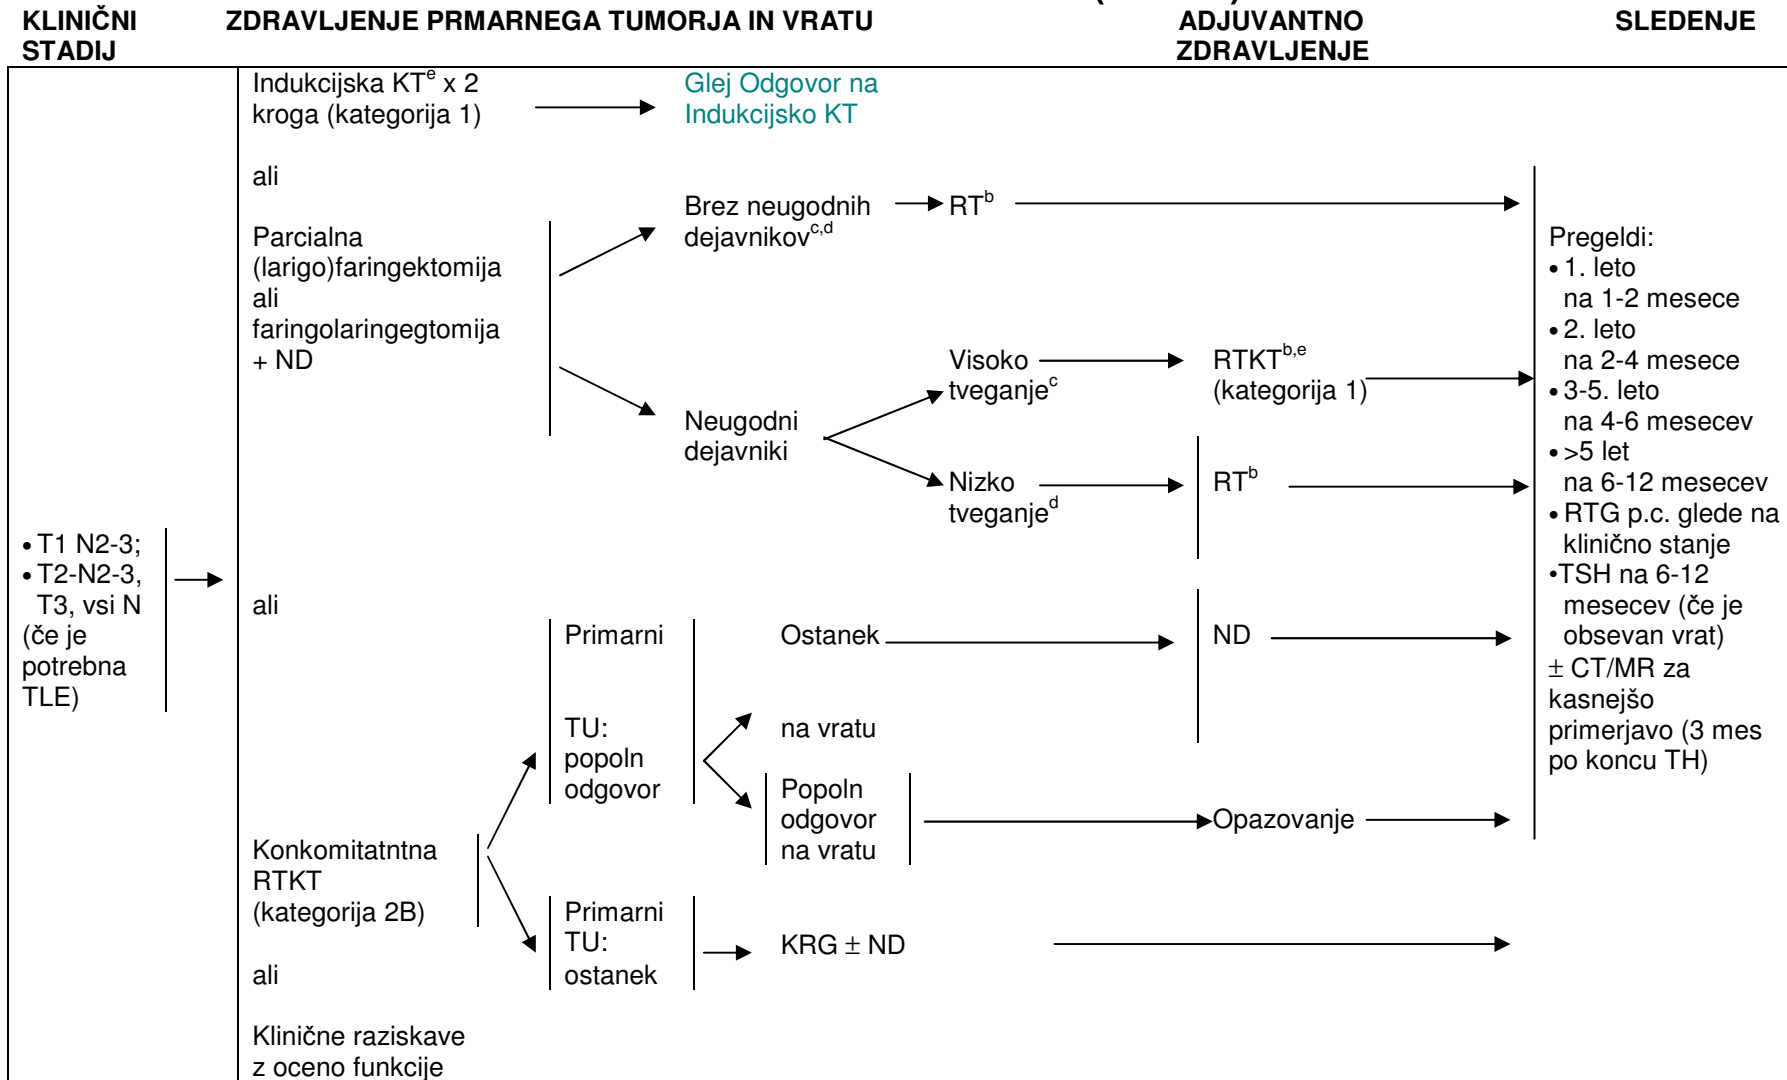 KLINIČNI
STADIJ
ZDRAVLJENJE PRMARNEGA TUMORJA IN VRATU
ADJUVANTNO
ZDRAVLJENJE
SLEDENJE
• T1 N2-3;
• T2-N2-3,
T3, vsi N
(če je
potrebna
TLE)
Indukcijska KTe x 2
kroga (kategorija 1)
Glej Odgovor na
Indukcijsko KT
ali
Parcialna
(larigo)faringektomija
ali
faringolaringegtomija
+ ND
Brez neugodnih
dejavnikovc,d
RTb
Neugodni
dejavniki
Visoko
tveganjec
RTKTb,e
(kategorija 1)
Nizko
tveganjed
RTb
ali
Konkomitatntna
RTKT
(kategorija 2B)
Primarni
TU:
popoln
odgovor
Ostanek
na vratu
ND
Popoln
odgovor
na vratu
Opazovanje
Primarni
TU:
ostanek
KRG ± ND
ali
Klinične raziskave
z oceno funkcije
Pregeldi:
• 1. leto
na 1-2 mesece
• 2. leto
na 2-4 mesece
• 3-5. leto
na 4-6 mesecev
• >5 let
na 6-12 mesecev
• RTG p.c. glede na
klinično stanje
•TSH na 6-12
mesecev (če je
obsevan vrat)
± CT/MR za
kasnejšo
primerjavo (3 mes
po koncu TH)